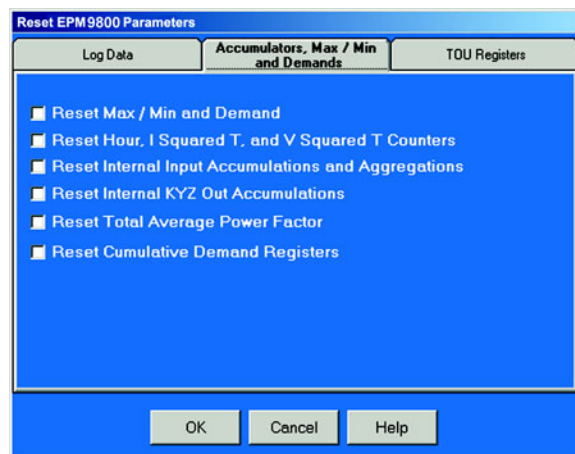 Reset EPM9800 Parameters
Log Data
Accumulators, Max / Min
and Demands
TOU Registers
Reset Max / Min and Demand
Reset Hour, I Squared T, and V Squared T Counters
Reset Internal Input Accumulations and Aggregations
Reset Internal KYZ Out Accumulations
Reset Total Average Power Factor
Reset Cumulative Demand Registers
OK
Cancel
Help